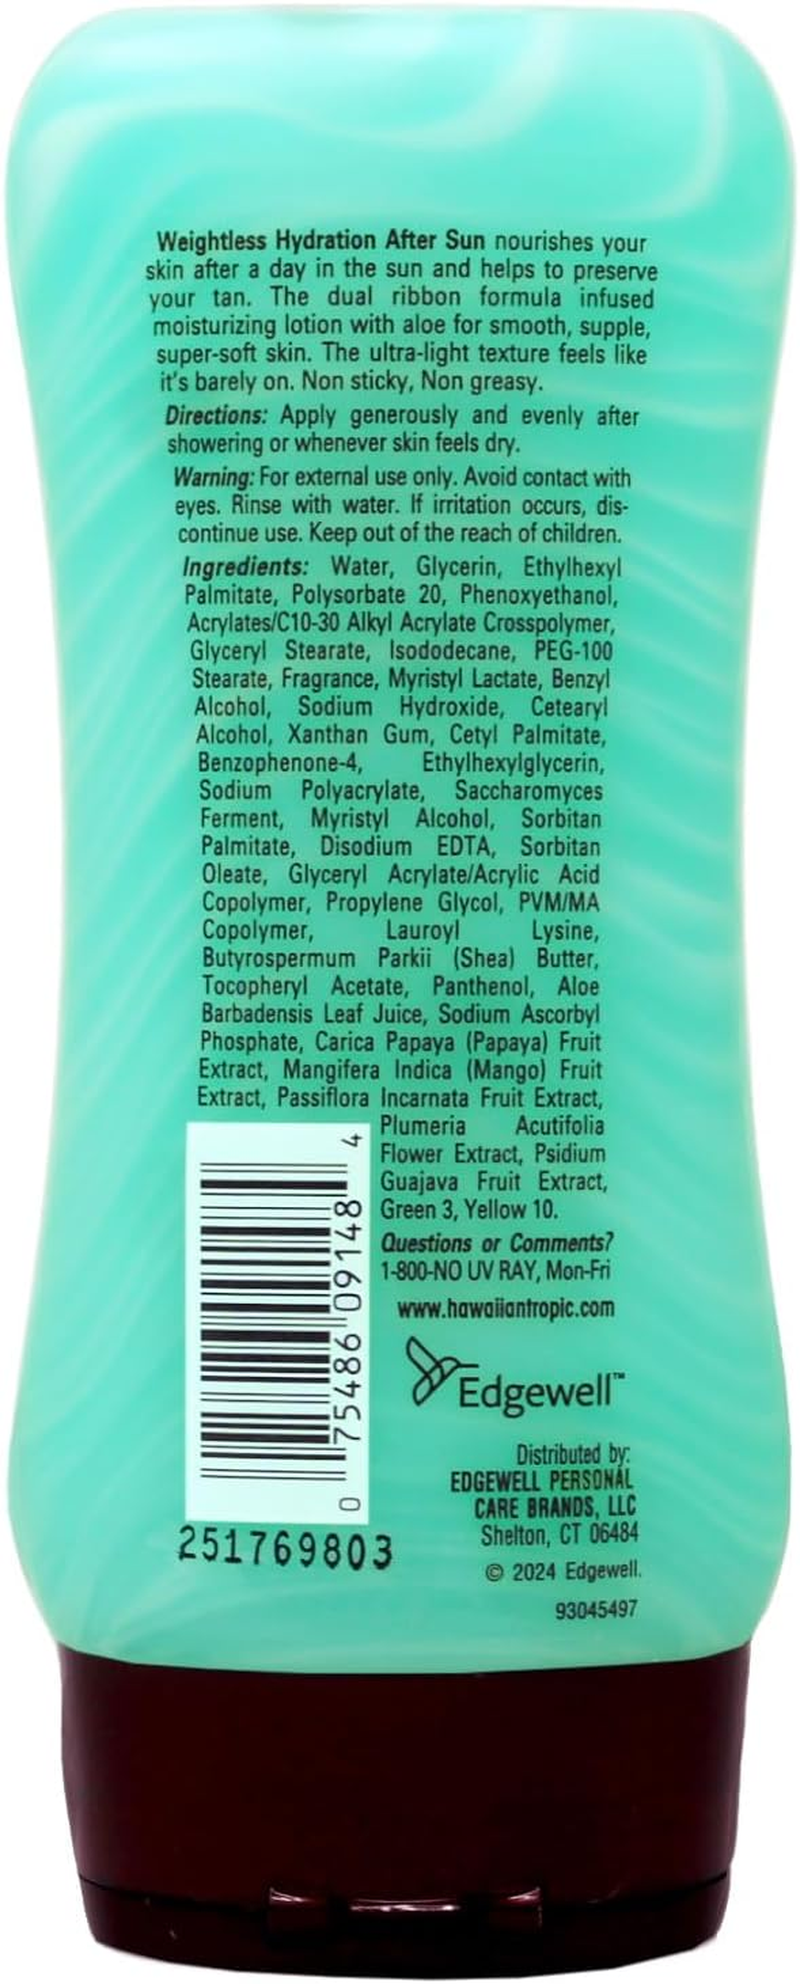 Weightless Hydration After Sun nourishes your
skin after a day in the sun and helps to preserve
your tan. The dual ribbon formula infused
moisturizing lotion with aloe for smooth, supple,
super-soft skin. The ultra-light texture feels like
it's barely on. Non sticky, Non greasy.
Directions: Apply generously and evenly after
showering or whenever skin feels dry.
Warning: For external use only. Avoid contact with
eyes. Rinse with water. If irritation occurs, dis-
continue use. Keep out of the reach of children.
Ingredients: Water, Glycerin, Ethylhexyl
Palmitate, Polysorbate 20, Phenoxyethanol,
Acrylates/C10-30 Alkyl Acrylate Crosspolymer,
Glyceryl Stearate, Isododecane, PEG-100
Stearate, Fragrance, Myristyl Lactate, Benzyl
Alcohol, Sodium Hydroxide, Cetearyl
Alcohol, Xanthan Gum, Cetyl Palmitate,
Benzophenone-4, Ethylhexylglycerin,
Sodium Polyacrylate, Saccharomyces
Ferment, Myristyl Alcohol, Sorbitan
Palmitate, Disodium EDTA, Sorbitan
Oleate, Glyceryl Acrylate/Acrylic Acid
Copolymer, Propylene Glycol, PVM/MA
Copolymer, Lauroyl Lysine,
Butyrospermum Parkii (Shea) Butter,
Tocopheryl Acetate, Panthenol, Aloe
Barbadensis Leaf Juice, Sodium Ascorbyl
Phosphate, Carica Papaya (Papaya) Fruit
Extract, Mangifera Indica (Mango) Fruit
Extract, Passiflora Incarnata Fruit Extract,
Plumeria Acutifolia
Flower Extract, Psidium
Guajava Fruit Extract,
Green 3, Yellow 10.
Questions or Comments?
1-800-NO UV RAY, Mon-Fri
www.hawaiiantropic.com
Edgewell™
Distributed by:
EDGEWELL PERSONAL
CARE BRANDS, LLC
Shelton, CT 06484
© 2024 Edgewell.
93045497
0 75486 09148 4
251769803